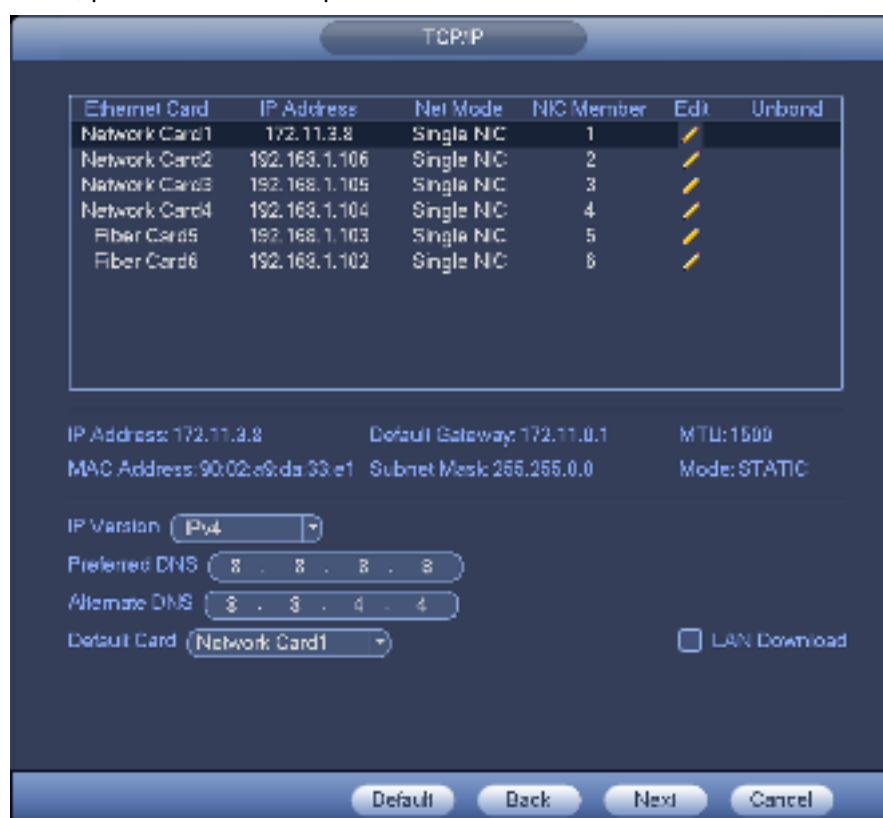 TCP/IP
Ethernet Card IP Address Net Mode NIC Member Edit Unbond
Network Card1 172.11.3.8 Single NIC 1
Network Card2 192.168.1.106 Single NIC 2
Network Card3 192.168.1.105 Single NIC 3
Network Card4 192.168.1.104 Single NIC 4
Fiber Card5 192.168.1.103 Single NIC 5
Fiber Card6 192.168.1.102 Single NIC 6
IP Address: 172.11.3.8 Default Gateway: 172.11.0.1 MTU: 1500
MAC Address: 90:02:a9:da:33:e1 Subnet Mask: 255.255.0.0 Mode: STATIC
IP Version IPv4
Preferred DNS 8 . 8 . 8 . 8
Alternate DNS 8 . 8 . 4 . 4
Default Card Network Card1 LAN Download
Default Back Next Cancel